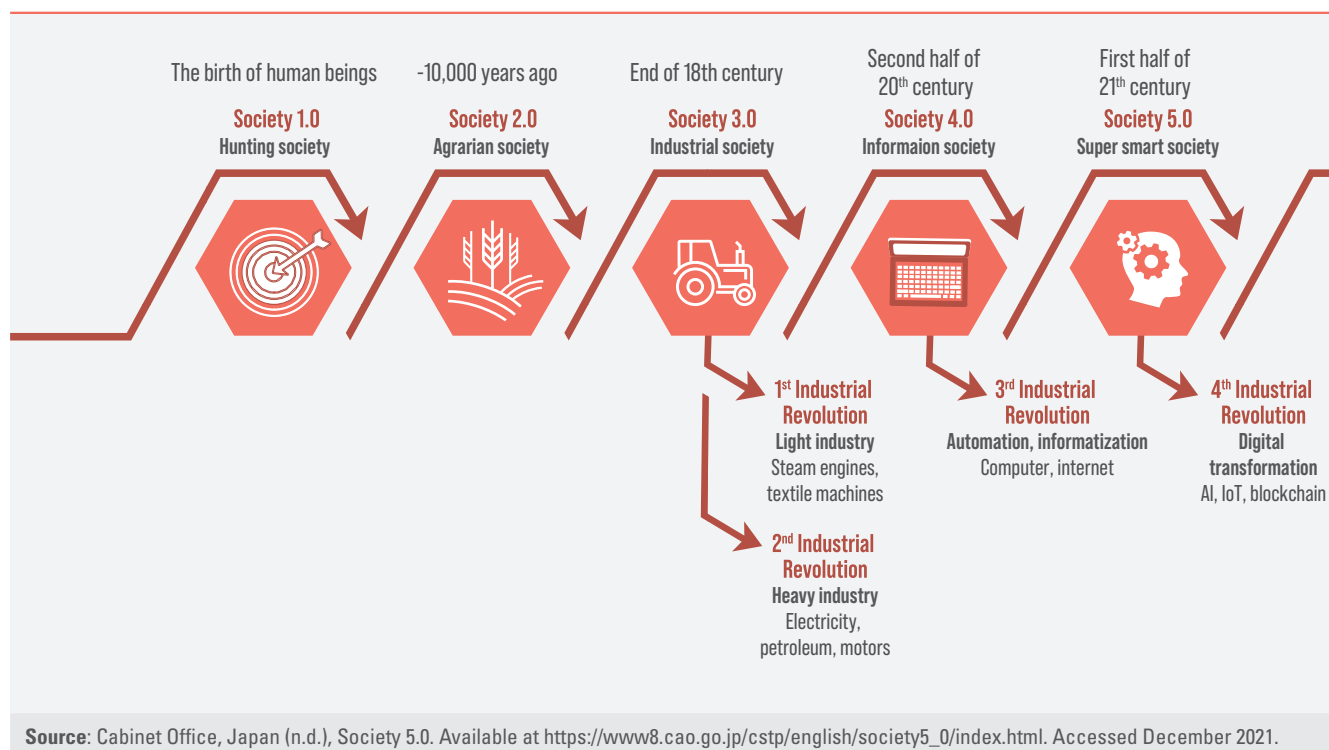 The birth of human beings
Society 1.0
Hunting society
-10,000 years ago
Society 2.0
Agrarian society
End of 18th century
Society 3.0
Industrial society
Second half of
20th century
Society 4.0
Informaion society
First half of
21th century
Society 5.0
Super smart society
1st Industrial
Revolution
Light industry
Steam engines,
textile machines
2nd Industrial
Revolution
Heavy industry
Electricity,
petroleum, motors
3rd Industrial
Revolution
Automation, informatization
Computer, internet
4th Industrial
Revolution
Digital
transformation
AI, IoT, blockchain
Source: Cabinet Office, Japan (n.d.), Society 5.0. Available at https://www8.cao.go.jp/cstp/english/society5_0/index.html. Accessed December 2021.